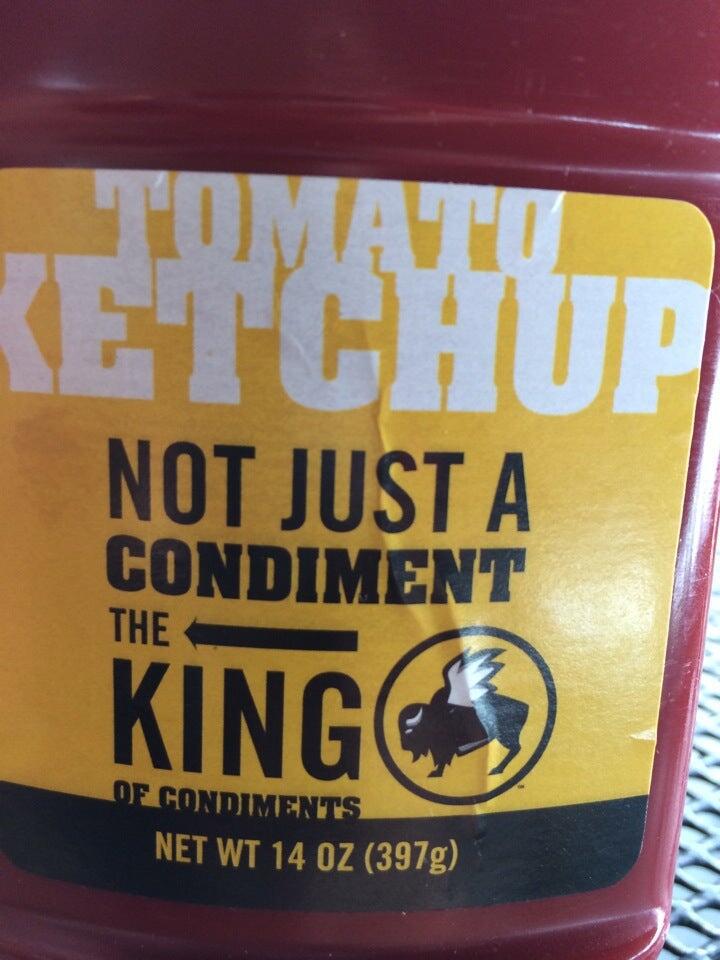 TOMATO
KETCHUP
NOT JUST A
CONDIMENT
THE
KING
OF CONDIMENTS
NET WT 14 OZ (397g)